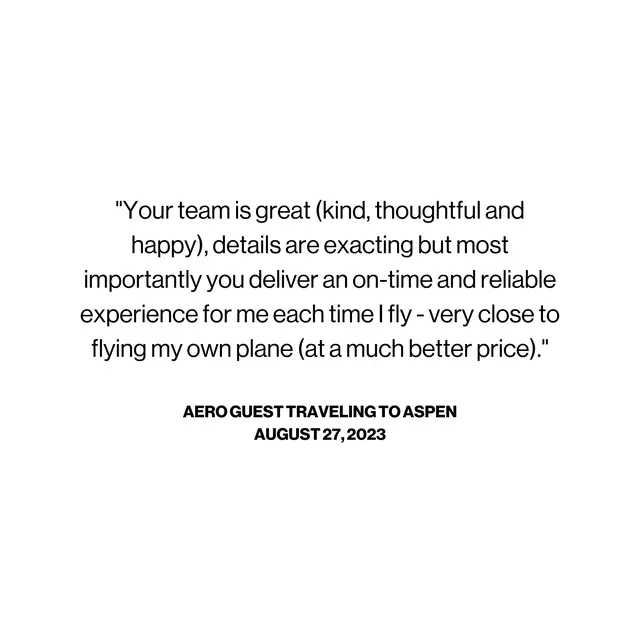 "Your team is great (kind, thoughtful and
happy), details are exacting but most
importantly you deliver an on-time and reliable
experience for me each time I fly - very close to
flying my own plane (at a much better price)."
AERO GUEST TRAVELING TO ASPEN
AUGUST 27, 2023